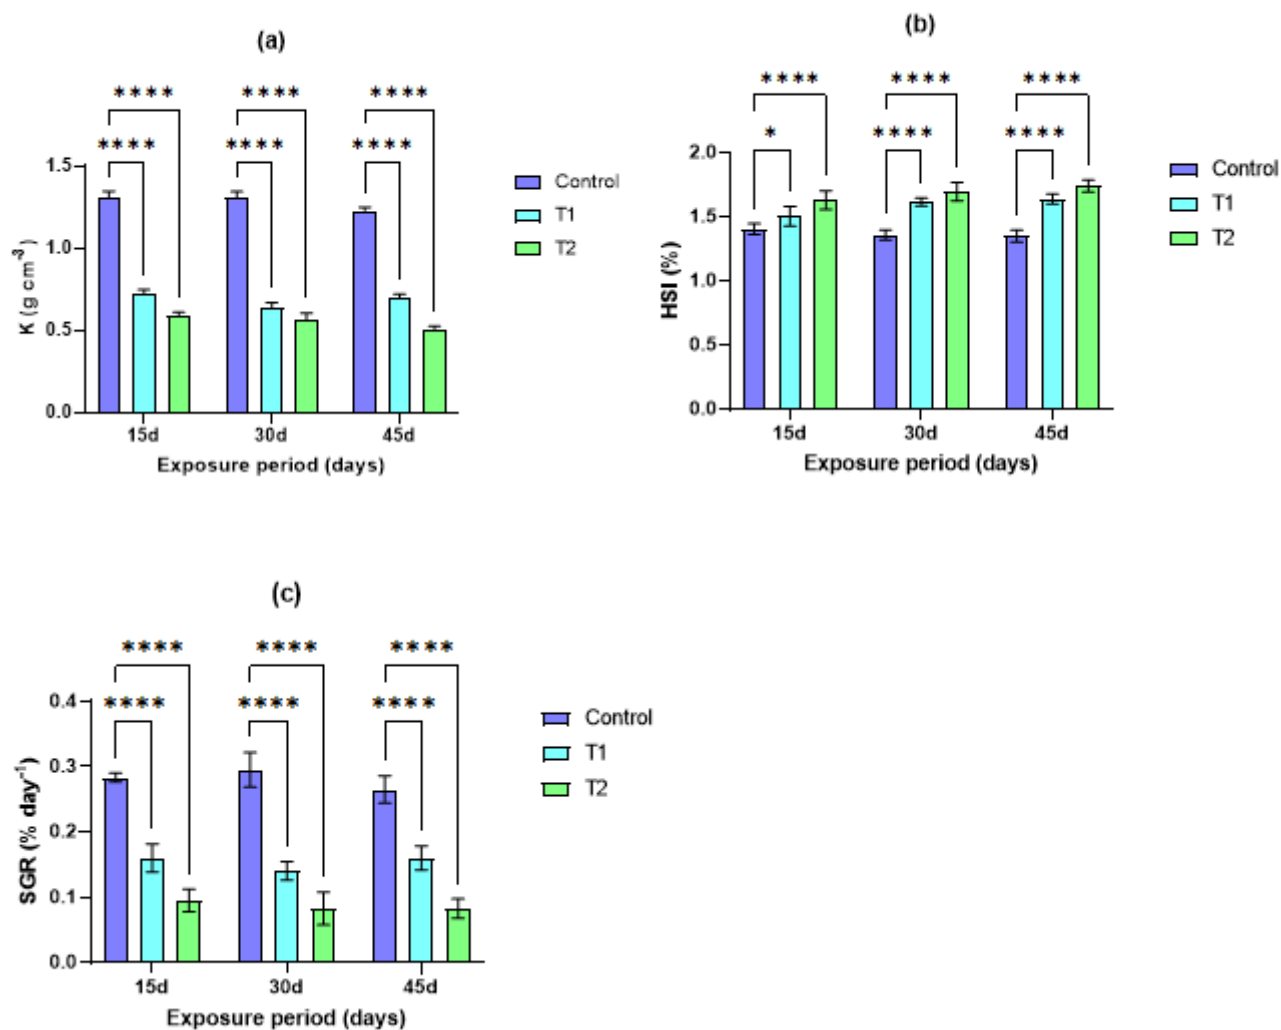 (a)
****
****
****
****
****
****
1.5
1.0
0.5
0.0
K (g cm⁻³)
15d
30d
45d
Exposure period (days)
Control
T1
T2
(b)
****
****
****
*
****
****
2.0
1.5
1.0
0.5
0.0
HSI (%)
15d
30d
45d
Exposure period (days)
Control
T1
T2
(c)
****
****
****
****
****
****
0.4
0.3
0.2
0.1
0.0
SGR (% day⁻¹)
15d
30d
45d
Exposure period (days)
Control
T1
T2